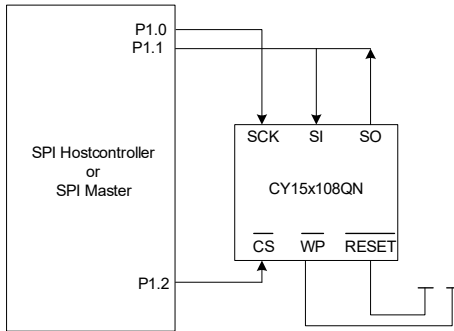 P1.0
P1.1
SPI Hostcontroller
or
SPI Master
P1.2
SCK SI SO
CY15x108QN
CS WP RESET